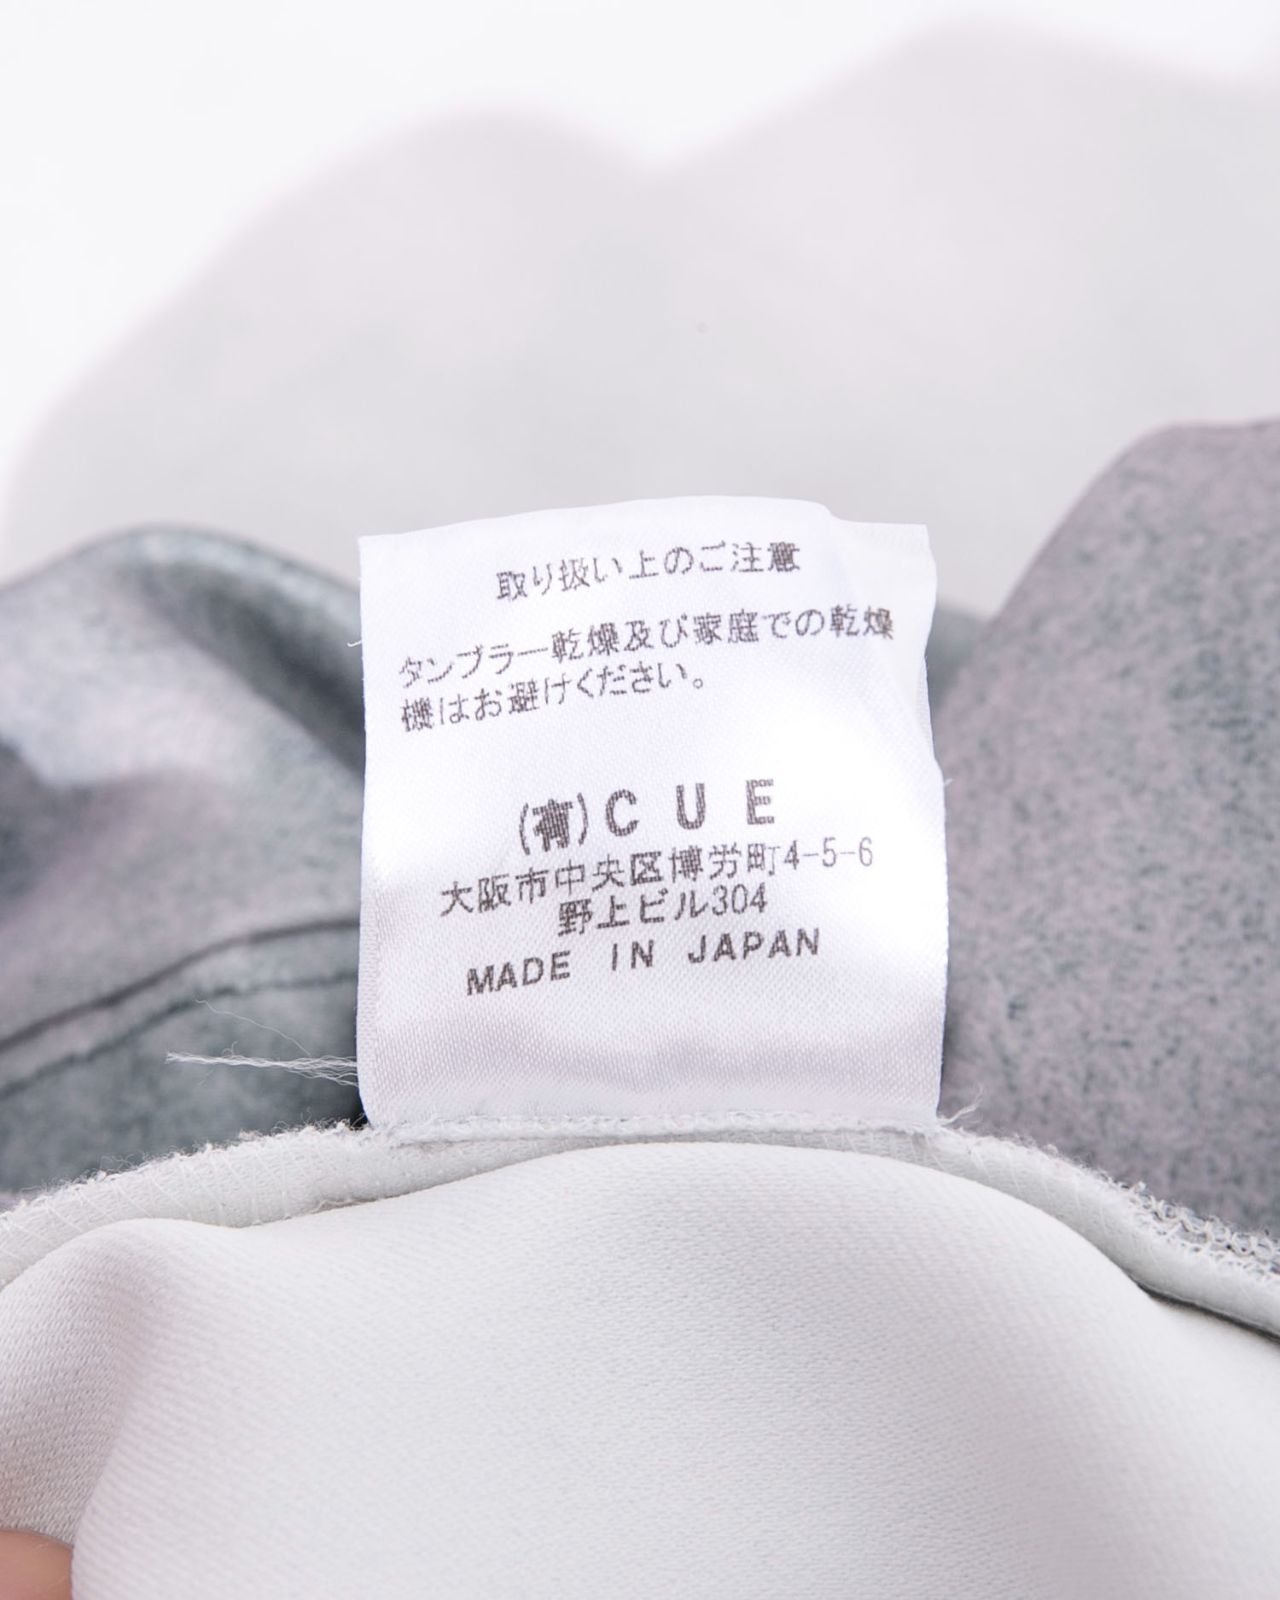 取り扱い上のご注意
タンブラー乾燥及び家庭での乾燥
機はお避けください。
(有)CUE
大阪市中央区博労町4-5-6
野上ビル304
MADE IN JAPAN